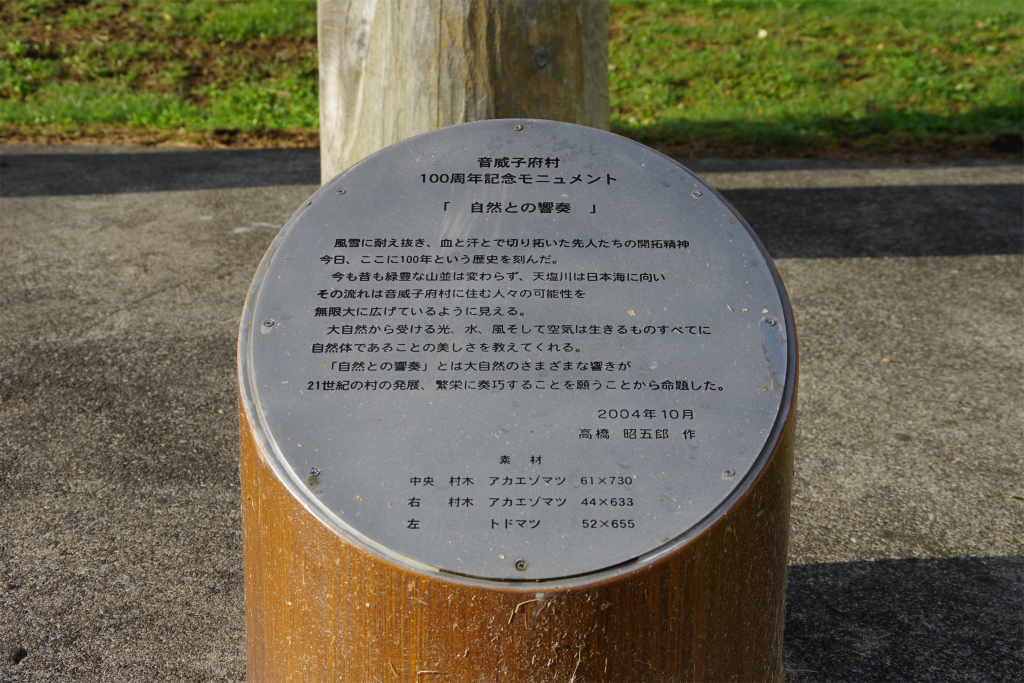 音威子府村
100周年記念モニュメント
「 自然との響奏 」
風雪に耐え抜き、血と汗とで切り拓いた先人たちの開拓精神
今日、ここに100年という歴史を刻んだ。
今も昔も緑豊な山並は変わらず、天塩川は日本海に向い
その流れは音威子府村に住む人々の可能性を
無限大に広げているように見える。
大自然から受ける光、水、風そして空気は生きるものすべてに
自然体であることの美しさを教えてくれる。
「自然との響奏」とは大自然のさまざまな響きが
21世紀の村の発展、繁栄に奏巧することを願うことから命題した。
2004年10月
高橋 昭五郎 作
素 材
中央 村木 アカエゾマツ 61×730
右 村木 アカエゾマツ 44×633
左 トドマツ 52×655